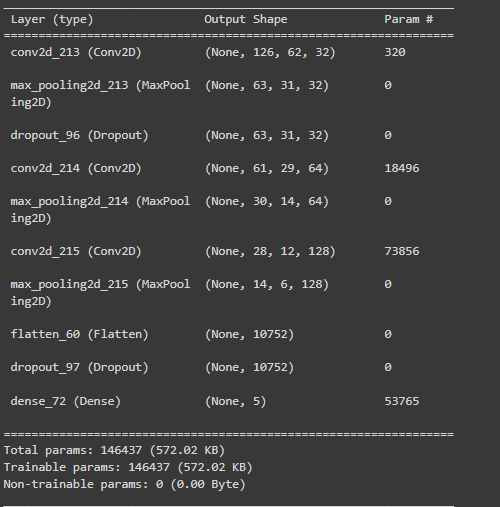 Layer (type) Output Shape Param #
=================================================================
conv2d_213 (Conv2D) (None, 126, 62, 32) 320
max_pooling2d_213 (MaxPool (None, 63, 31, 32) 0
ing2D)
dropout_96 (Dropout) (None, 63, 31, 32) 0
conv2d_214 (Conv2D) (None, 61, 29, 64) 18496
max_pooling2d_214 (MaxPool (None, 30, 14, 64) 0
ing2D)
conv2d_215 (Conv2D) (None, 28, 12, 128) 73856
max_pooling2d_215 (MaxPool (None, 14, 6, 128) 0
ing2D)
flatten_60 (Flatten) (None, 10752) 0
dropout_97 (Dropout) (None, 10752) 0
dense_72 (Dense) (None, 5) 53765
=================================================================
Total params: 146437 (572.02 KB)
Trainable params: 146437 (572.02 KB)
Non-trainable params: 0 (0.00 Byte)